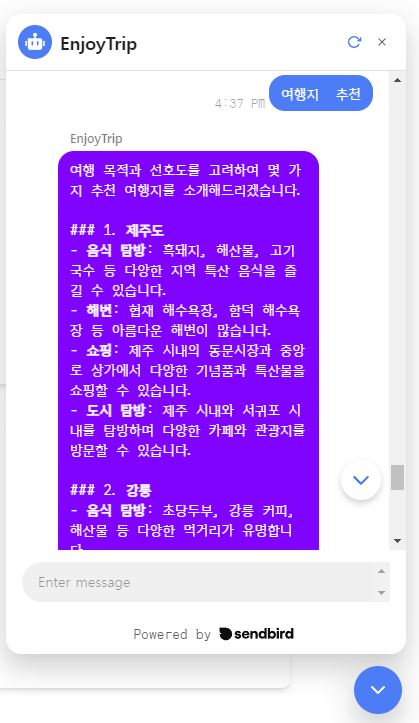 EnjoyTrip
여행지 추천
4:37 PM
EnjoyTrip
여행 목적과 선호도를 고려하여 몇 가
지 추천 여행지를 소개해드리겠습니다.
### 1. 제주도
- 음식 탐방: 흑돼지, 해산물, 고기
국수 등 다양한 지역 특산 음식을 즐
길 수 있습니다.
- 해변: 협재 해수욕장, 함덕 해수욕
장 등 아름다운 해변이 많습니다.
- 쇼핑: 제주 시내의 동문시장과 중앙
로 상가에서 다양한 기념품과 특산물을
쇼핑할 수 있습니다.
- 도시 탐방: 제주 시내와 서귀포 시
내를 탐방하며 다양한 카페와 관광지를
방문할 수 있습니다.
### 2. 강릉
- 음식 탐방: 초당두부, 강릉 커피,
해산물 등 다양한 먹거리가 유명합니
다.
Enter message
Powered by sendbird